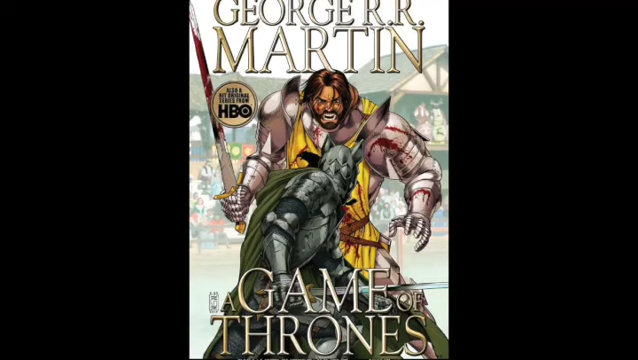 GEORGE R.R.
MARTIN
ALSO A
HIT ORIGINAL
SERIES FROM
HBO
A GAME OF
THRONES